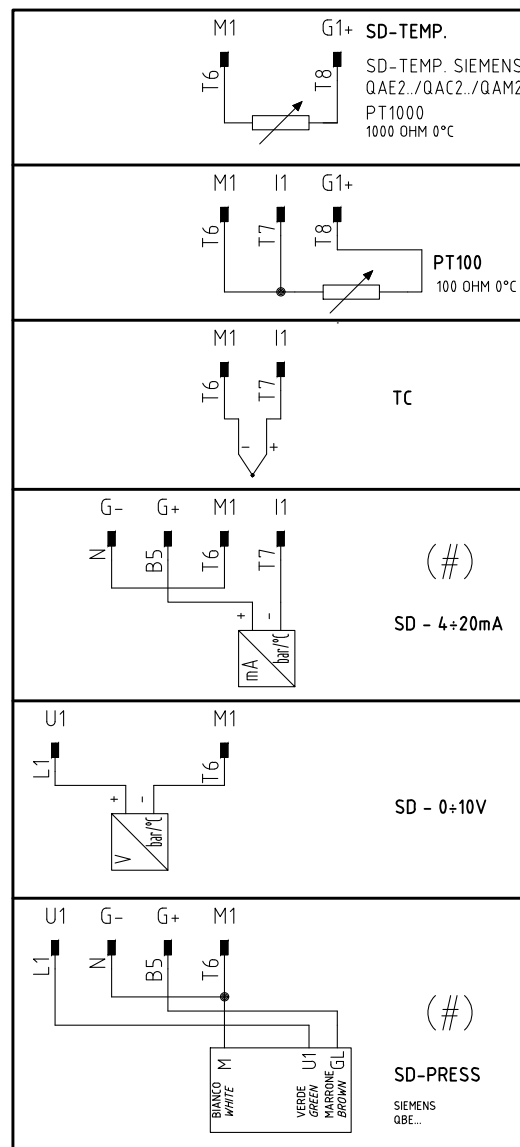 M1 G1+ SD-TEMP.
T6 T8
SD-TEMP. SIEMENS
QAE2../QAC2../QAM2
PT1000
1000 OHM 0°C
M1 I1 G1+
T6 T7 T8
PT100
100 OHM 0°C
M1 I1
T6 T7
TC
- +
G- G+ M1 I1
N B5 T6 T7
(#)
+ -
mA bar/°C
SD - 4÷20mA
U1 M1
L1 T6
+ -
V bar/°C
SD - 0÷10V
U1 G- G+ M1
L1 N B5 T6
(#)
M U1 GL
BIANCO VERDE MARRONE
WHITE GREEN BROWN
SD-PRESS
SIEMENS
QBE...